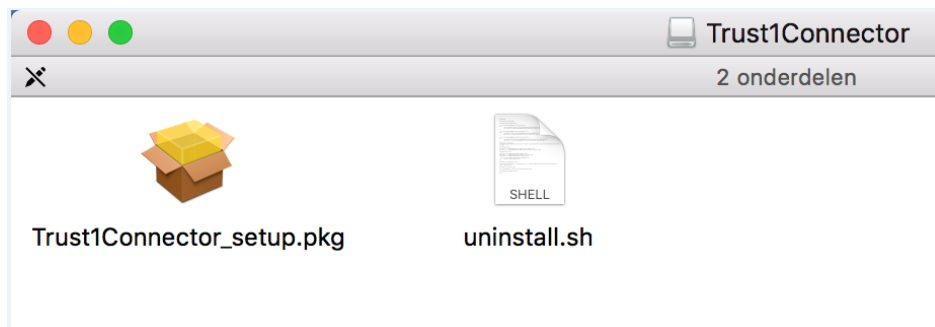 Trust1Connector
2 onderdelen
SHELL
Trust1Connector_setup.pkg
uninstall.sh